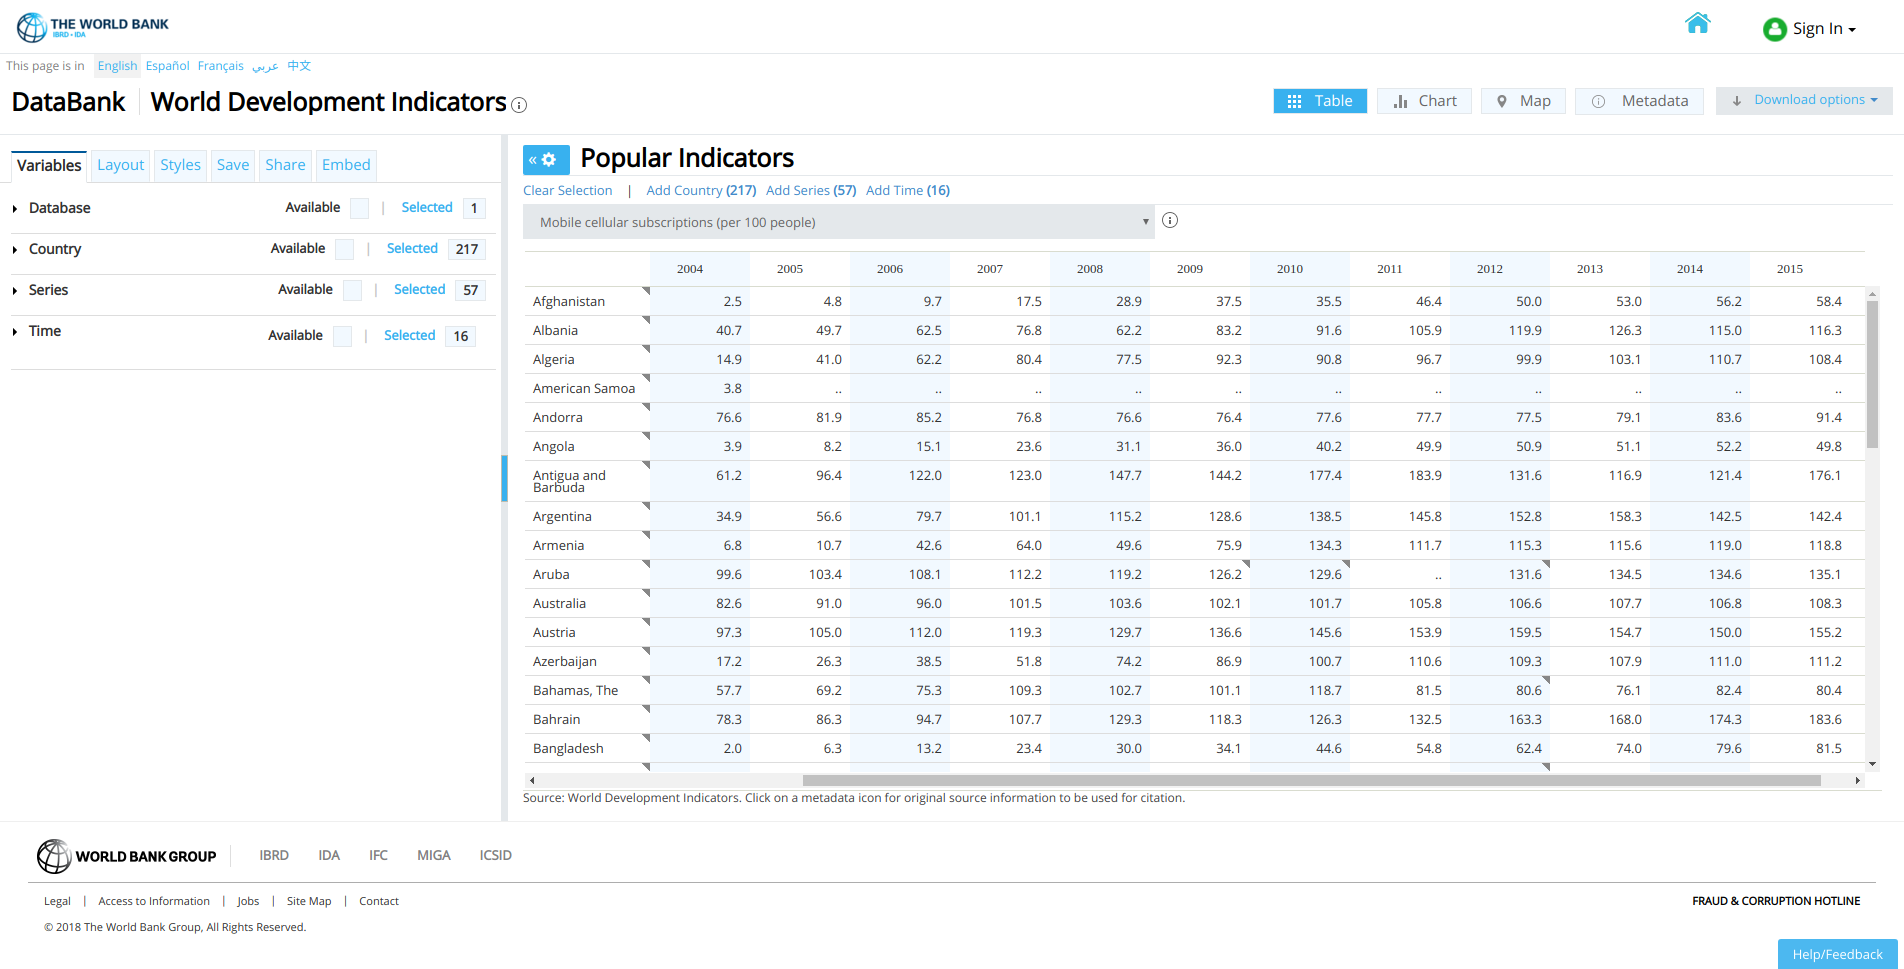 THE WORLD BANK
IBRD • IDA
Sign In
This page is in English Español Français عربي 中文
DataBank World Development Indicators
Table Chart Map Metadata Download options
Variables Layout Styles Save Share Embed
Database Available | Selected 1
Country Available | Selected 217
Series Available | Selected 57
Time Available | Selected 16
« Popular Indicators
Clear Selection | Add Country (217) Add Series (57) Add Time (16)
Mobile cellular subscriptions (per 100 people)
2004 2005 2006 2007 2008 2009 2010 2011 2012 2013 2014 2015
Afghanistan 2.5 4.8 9.7 17.5 28.9 37.5 35.5 46.4 50.0 53.0 56.2 58.4
Albania 40.7 49.7 62.5 76.8 62.2 83.2 91.6 105.9 119.9 126.3 115.0 116.3
Algeria 14.9 41.0 62.2 80.4 77.5 92.3 90.8 96.7 99.9 103.1 110.7 108.4
American Samoa 3.8 .. .. .. .. .. .. .. .. .. .. ..
Andorra 76.6 81.9 85.2 76.8 76.6 76.4 77.6 77.7 77.5 79.1 83.6 91.4
Angola 3.9 8.2 15.1 23.6 31.1 36.0 40.2 49.9 50.9 51.1 52.2 49.8
Antigua and Barbuda 61.2 96.4 122.0 123.0 147.7 144.2 177.4 183.9 131.6 116.9 121.4 176.1
Argentina 34.9 56.6 79.7 101.1 115.2 128.6 138.5 145.8 152.8 158.3 142.5 142.4
Armenia 6.8 10.7 42.6 64.0 49.6 75.9 134.3 111.7 115.3 115.6 119.0 118.8
Aruba 99.6 103.4 108.1 112.2 119.2 126.2 129.6 .. 131.6 134.5 134.6 135.1
Australia 82.6 91.0 96.0 101.5 103.6 102.1 101.7 105.8 106.6 107.7 106.8 108.3
Austria 97.3 105.0 112.0 119.3 129.7 136.6 145.6 153.9 159.5 154.7 150.0 155.2
Azerbaijan 17.2 26.3 38.5 51.8 74.2 86.9 100.7 110.6 109.3 107.9 111.0 111.2
Bahamas, The 57.7 69.2 75.3 109.3 102.7 101.1 118.7 81.5 80.6 76.1 82.4 80.4
Bahrain 78.3 86.3 94.7 107.7 129.3 118.3 126.3 132.5 163.3 168.0 174.3 183.6
Bangladesh 2.0 6.3 13.2 23.4 30.0 34.1 44.6 54.8 62.4 74.0 79.6 81.5
Source: World Development Indicators. Click on a metadata icon for original source information to be used for citation.
WORLD BANK GROUP IBRD IDA IFC MIGA ICSID
Legal | Access to Information | Jobs | Site Map | Contact
FRAUD & CORRUPTION HOTLINE
© 2018 The World Bank Group, All Rights Reserved.
Help/Feedback